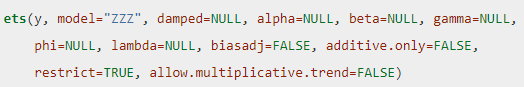 ets(y, model="ZZZ", damped=NULL, alpha=NULL, beta=NULL, gamma=NULL,
phi=NULL, lambda=NULL, biasadj=FALSE, additive.only=FALSE,
restrict=TRUE, allow.multiplicative.trend=FALSE)